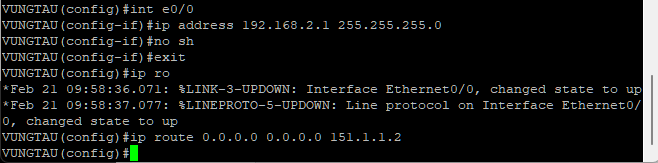 VUNGTAU(config)#int e0/0
VUNGTAU(config-if)#ip address 192.168.2.1 255.255.255.0
VUNGTAU(config-if)#no sh
VUNGTAU(config-if)#exit
VUNGTAU(config)#ip ro
*Feb 21 09:58:36.071: %LINK-3-UPDOWN: Interface Ethernet0/0, changed state to up
*Feb 21 09:58:37.077: %LINEPROTO-5-UPDOWN: Line protocol on Interface Ethernet0/
0, changed state to up
VUNGTAU(config)#ip route 0.0.0.0 0.0.0.0 151.1.1.2
VUNGTAU(config)#